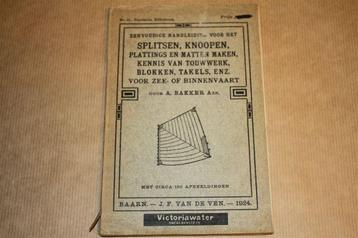 EENVOUDIGE HANDLEIDING VOOR HET
SPLITSEN, KNOOPEN,
PLATTINGS EN MATTEN MAKEN,
KENNIS VAN TOUWWERK,
BLOKKEN, TAKELS, ENZ.
VOOR ZEE- OF BINNENVAART
DOOR A. BAKKER Azn.
MET CIRCA 150 AFBEELDINGEN
BAARN. — J. F. VAN DE VEN. — 1924.
Victoriawater